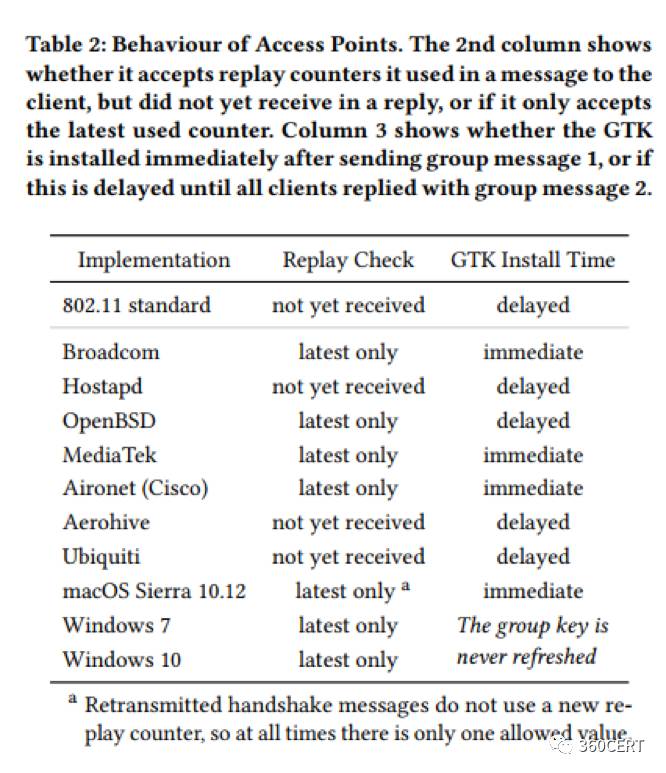 Table 2: Behaviour of Access Points. The 2nd column shows
whether it accepts replay counters it used in a message to the
client, but did not yet receive in a reply, or if it only accepts
the latest used counter. Column 3 shows whether the GTK
is installed immediately after sending group message 1, or if
this is delayed until all clients replied with group message 2.
Implementation Replay Check GTK Install Time
802.11 standard not yet received delayed
Broadcom latest only immediate
Hostapd not yet received delayed
OpenBSD latest only delayed
MediaTek latest only immediate
Aironet (Cisco) latest only immediate
Aerohive not yet received delayed
Ubiquiti not yet received delayed
macOS Sierra 10.12 latest only a immediate
Windows 7 latest only The group key is
Windows 10 latest only never refreshed
a Retransmitted handshake messages do not use a new re-
play counter, so at all times there is only one allowed value.
360CERT